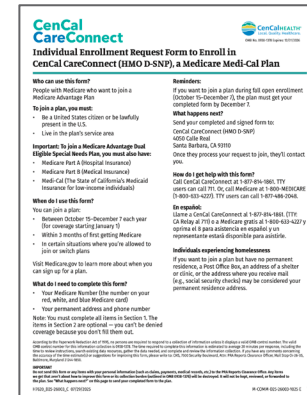 CenCal
CareConnect
CENCALHEALTH
Local. Quality. Healthcare.
Individual Enrollment Request Form to Enroll in
CenCal CareConnect (HMO D-SNP), a Medicare Medi-Cal Plan
Who can use this form?
People with Medicare who want to join a
Medicare Advantage Plan
To join a plan, you must:
• Be a United States citizen or be lawfully
present in the U.S.
• Live in the plan's service area
Important: To join a Medicare Advantage Dual
Eligible Special Needs Plan, you must also have:
• Medicare Part A (Hospital Insurance)
• Medicare Part B (Medical Insurance)
• Medi-Cal (The State of California's Medicaid
Insurance for low-income individuals)
When do I use this form?
You can join a plan:
• Between October 15–December 7 each year
(for coverage starting January 1)
• Within 3 months of first getting Medicare
• In certain situations where you're allowed to
join or switch plans
Visit Medicare.gov to learn more about when you
can sign up for a plan.
What do I need to complete this form?
• Your Medicare Number (the number on your
red, white, and blue Medicare card)
• Your permanent address and phone number
Note: You must complete all items in Section 1. The
items in Section 2 are optional — you can't be denied
coverage because you don't fill them out.
Reminders:
If you want to join a plan during fall open enrollment
(October 15–December 7), the plan must get your
completed form by December 7.
What happens next?
Send your completed and signed form to:
CenCal CareConnect (HMO D-SNP)
4050 Calle Real
Santa Barbara, CA 93110
Once they process your request to join, they'll contact
you.
How do I get help with this form?
Call CenCal CareConnect at 1-877-814-1861. TTY
users can call 711. Or, call Medicare at 1-800-MEDICARE
(1-800-633-4227). TTY users can call 1-877-486-2048.
En español:
Llame a CenCal CareConnect al 1-877-814-1861. (TTY:
CA Relay al 711) o a Medicare gratis al 1-800-633-4227 y
oprima el 8 para asistencia en español y un
representante estará disponible para asistirle.
Individuals experiencing homelessness
If you want to join a plan but have no permanent
residence, a Post Office Box, an address of a shelter
or clinic, or the address where you receive mail
(e.g., social security checks) may be considered your
permanent residence address.
IMPORTANT